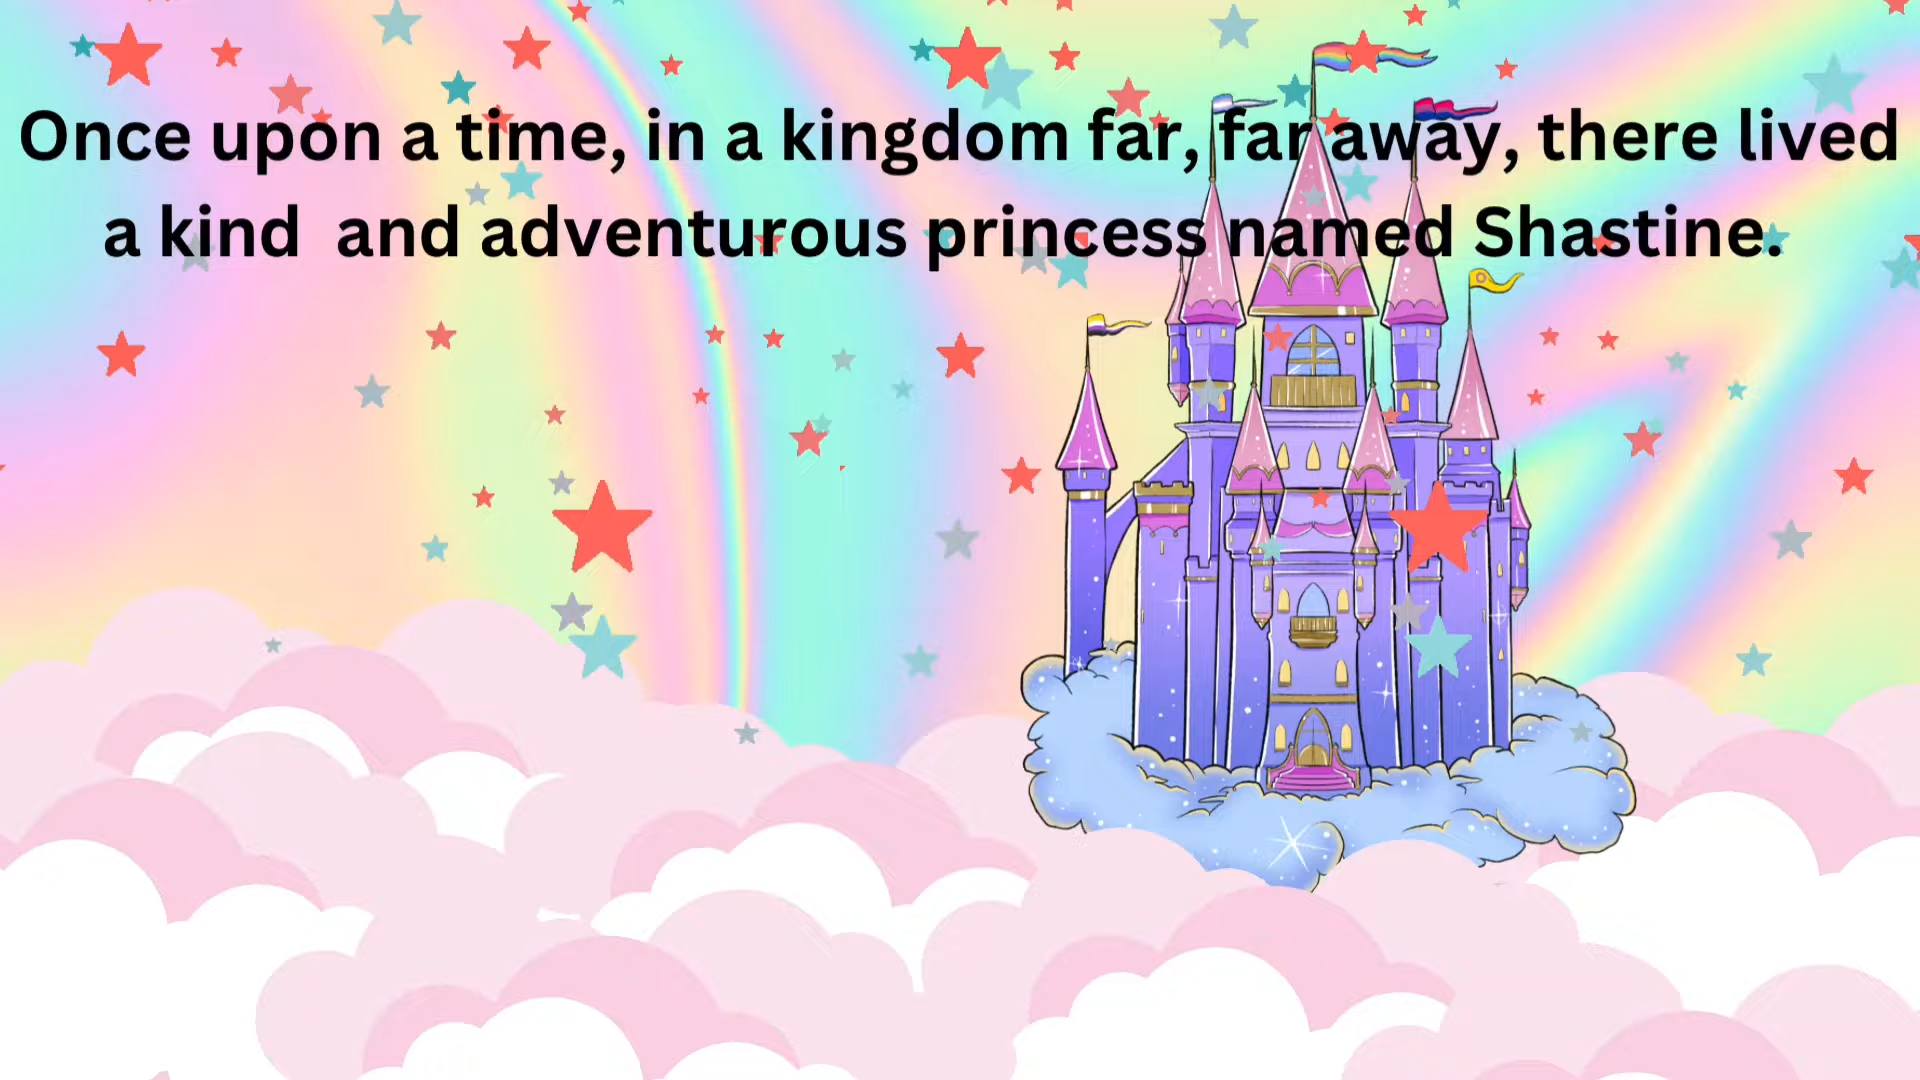 Once upon a time, in a kingdom far, far away, there lived
a kind  and adventurous princess named Shastine.